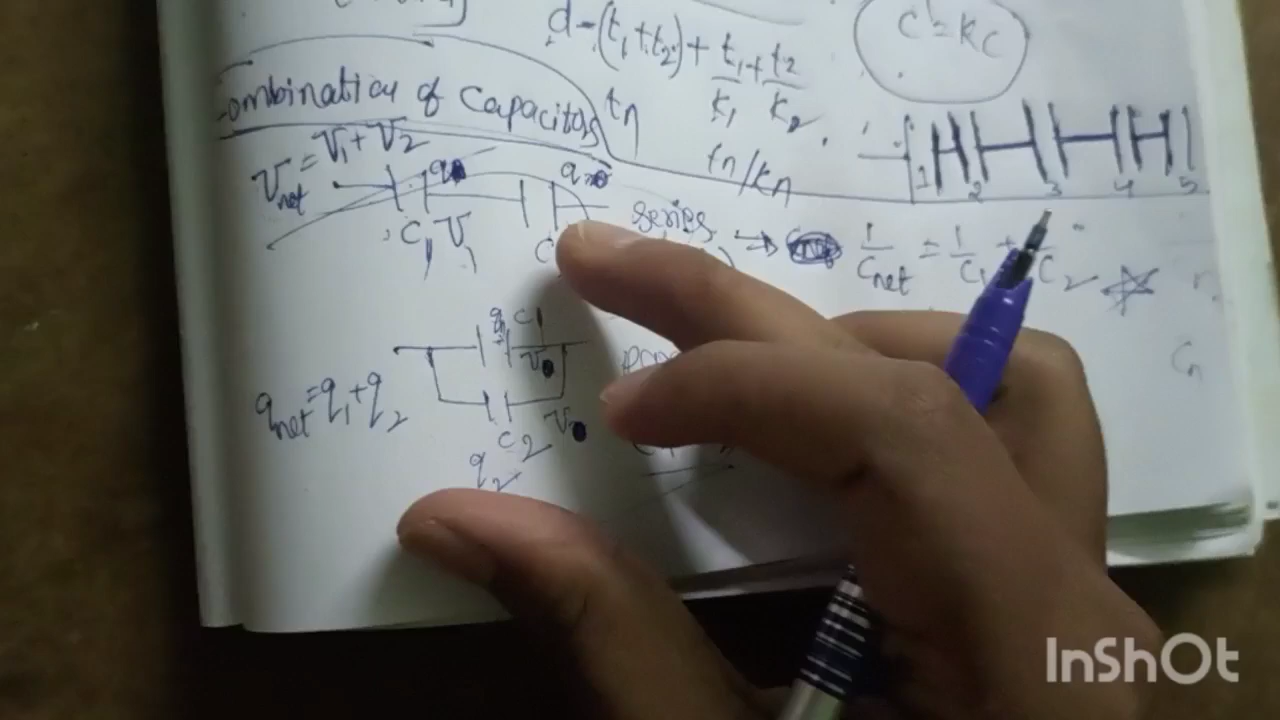 d-(t₁+t₂)+ t₁/K₁ + t₂/K₂
C'=KC
Combination of Capacitors
tn
tn/Kn
1 2 3 4 5
Vnet=V₁+V₂
q q
C₁ V₁ C
series
1/Cnet = 1/C₁ + 1/C₂
q₁ C₁
V
qnet=q₁+q₂
C₂ V
q₂
Cn
InShOt